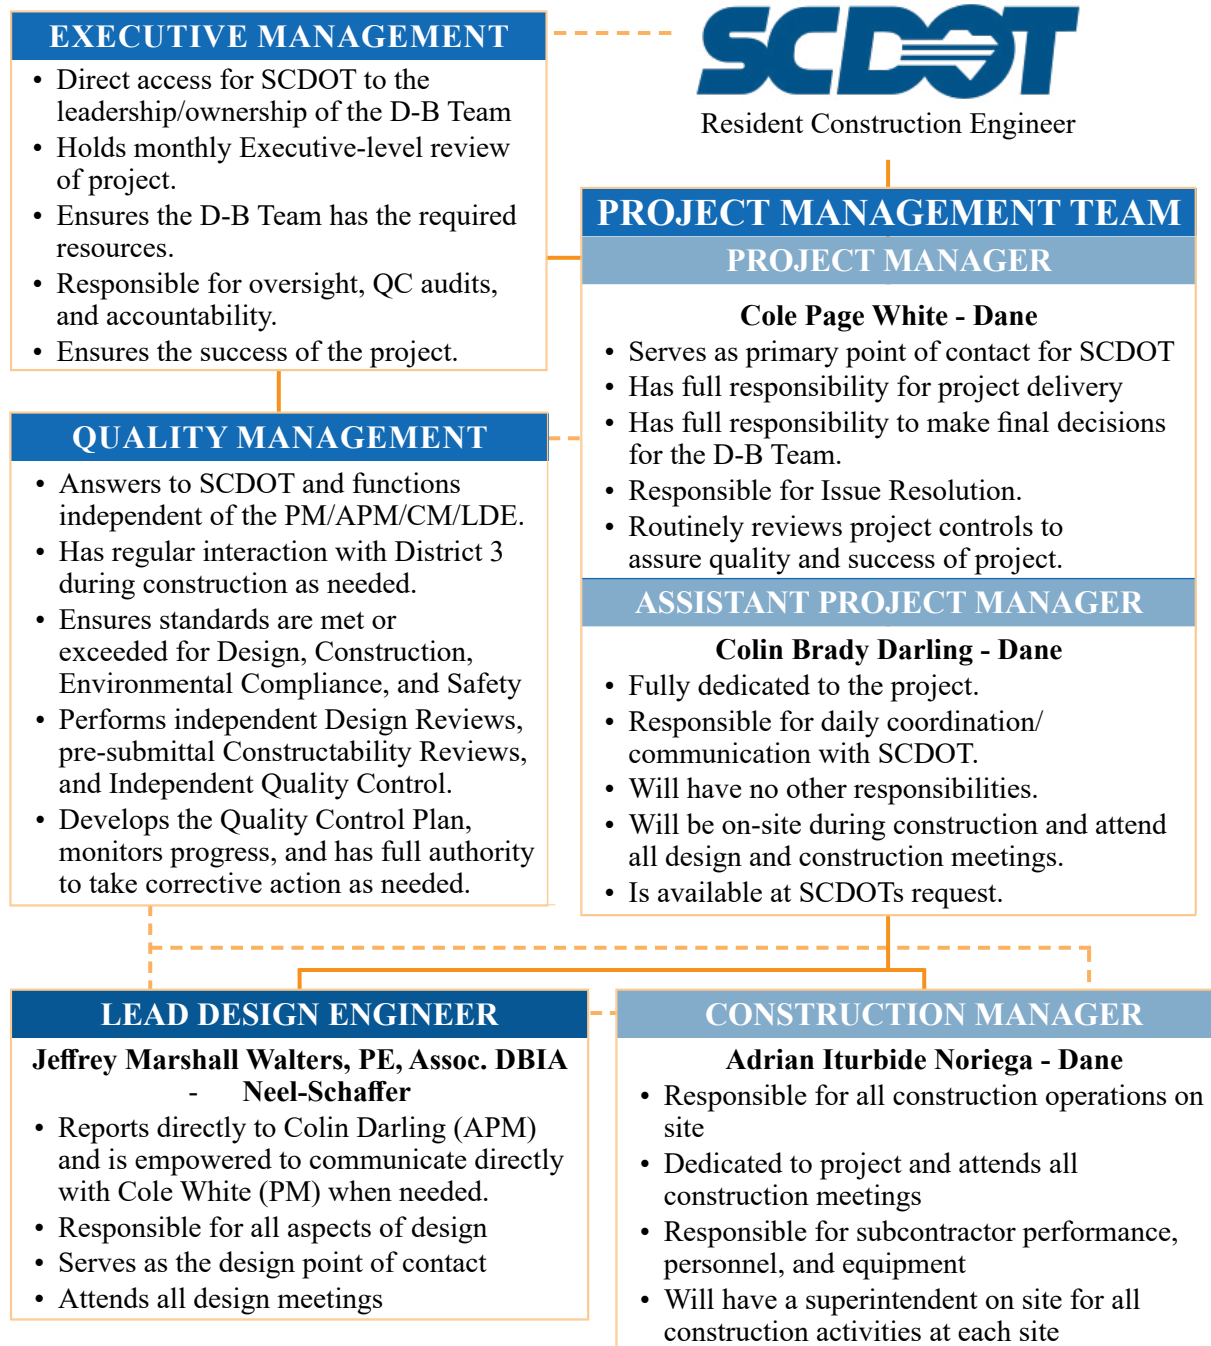 EXECUTIVE MANAGEMENT
• Direct access for SCDOT to the
leadership/ownership of the D-B Team
• Holds monthly Executive-level review
of project.
• Ensures the D-B Team has the required
resources.
• Responsible for oversight, QC audits,
and accountability.
• Ensures the success of the project.
SCDOT
Resident Construction Engineer
PROJECT MANAGEMENT TEAM
PROJECT MANAGER
Cole Page White - Dane
• Serves as primary point of contact for SCDOT
• Has full responsibility for project delivery
• Has full responsibility to make final decisions
for the D-B Team.
• Responsible for Issue Resolution.
• Routinely reviews project controls to
assure quality and success of project.
ASSISTANT PROJECT MANAGER
Colin Brady Darling - Dane
• Fully dedicated to the project.
• Responsible for daily coordination/
communication with SCDOT.
• Will have no other responsibilities.
• Will be on-site during construction and attend
all design and construction meetings.
• Is available at SCDOTs request.
QUALITY MANAGEMENT
• Answers to SCDOT and functions
independent of the PM/APM/CM/LDE.
• Has regular interaction with District 3
during construction as needed.
• Ensures standards are met or
exceeded for Design, Construction,
Environmental Compliance, and Safety
• Performs independent Design Reviews,
pre-submittal Constructability Reviews,
and Independent Quality Control.
• Develops the Quality Control Plan,
monitors progress, and has full authority
to take corrective action as needed.
LEAD DESIGN ENGINEER
Jeffrey Marshall Walters, PE, Assoc. DBIA
- Neel-Schaffer
• Reports directly to Colin Darling (APM)
and is empowered to communicate directly
with Cole White (PM) when needed.
• Responsible for all aspects of design
• Serves as the design point of contact
• Attends all design meetings
CONSTRUCTION MANAGER
Adrian Iturbide Noriega - Dane
• Responsible for all construction operations on
site
• Dedicated to project and attends all
construction meetings
• Responsible for subcontractor performance,
personnel, and equipment
• Will have a superintendent on site for all
construction activities at each site